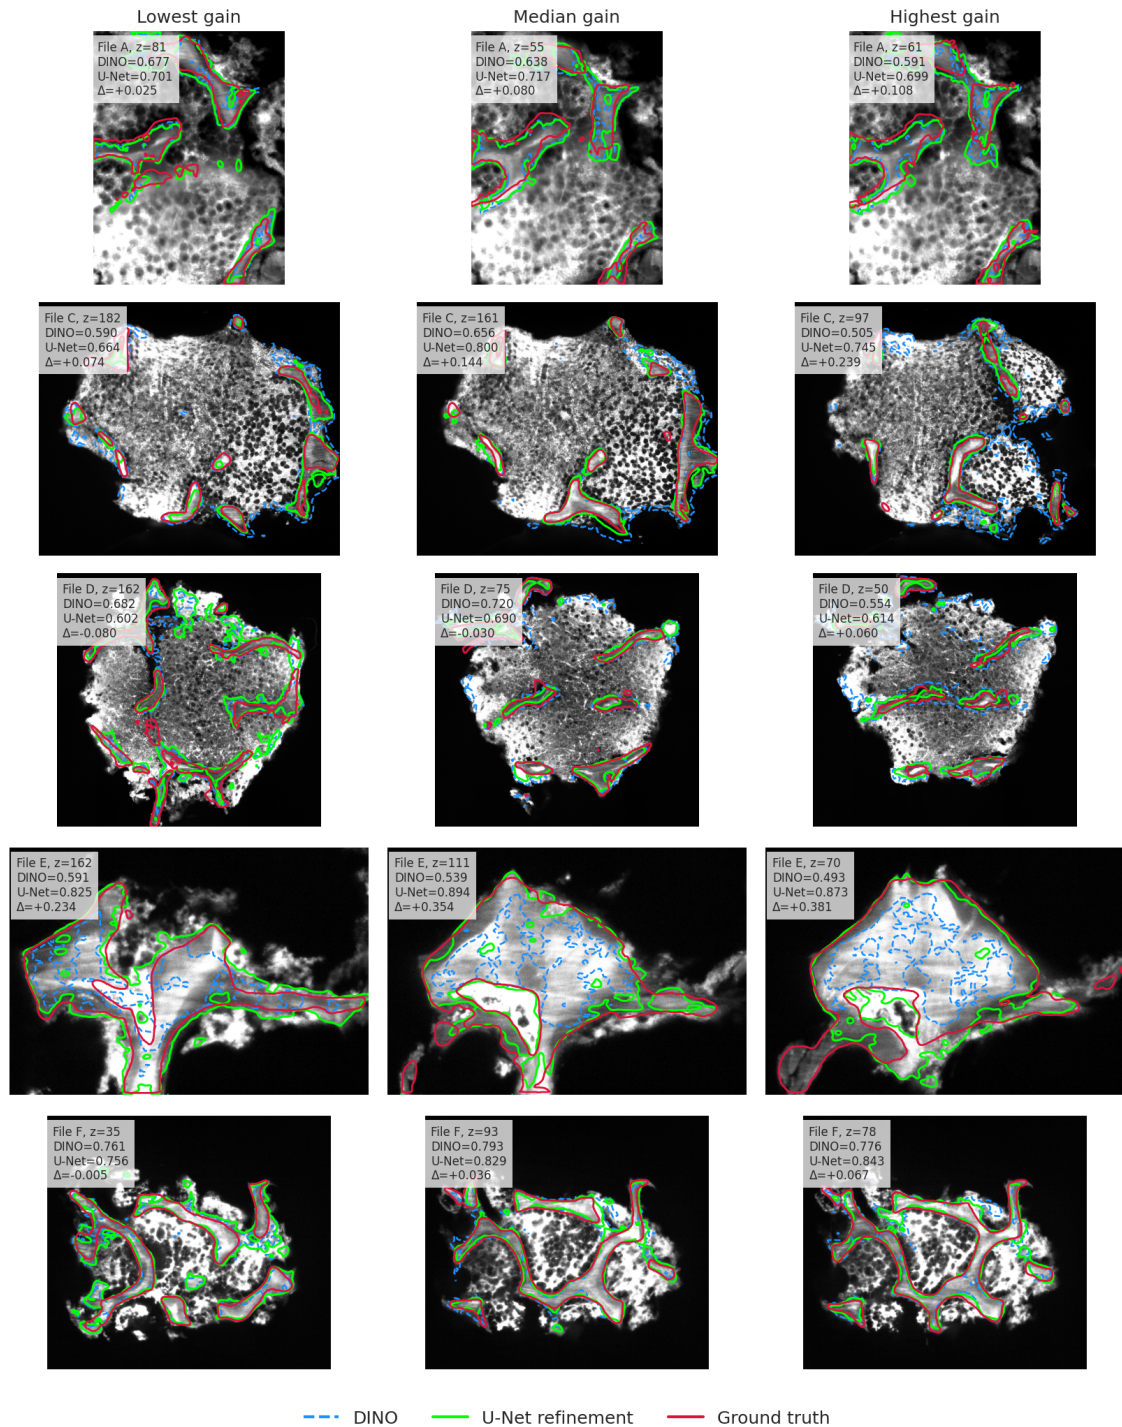 Lowest gain
Median gain
Highest gain
File A, z=81
DINO=0.677
U-Net=0.701
Δ=+0.025
File A, z=55
DINO=0.638
U-Net=0.717
Δ=+0.080
File A, z=61
DINO=0.591
U-Net=0.699
Δ=+0.108
File C, z=182
DINO=0.590
U-Net=0.664
Δ=+0.074
File C, z=161
DINO=0.656
U-Net=0.800
Δ=+0.144
File C, z=97
DINO=0.505
U-Net=0.745
Δ=+0.239
File D, z=162
DINO=0.682
U-Net=0.602
Δ=-0.080
File D, z=75
DINO=0.720
U-Net=0.690
Δ=-0.030
File D, z=50
DINO=0.554
U-Net=0.614
Δ=+0.060
File E, z=162
DINO=0.591
U-Net=0.825
Δ=+0.234
File E, z=111
DINO=0.539
U-Net=0.894
Δ=+0.354
File E, z=70
DINO=0.493
U-Net=0.873
Δ=+0.381
File F, z=35
DINO=0.761
U-Net=0.756
Δ=-0.005
File F, z=93
DINO=0.793
U-Net=0.829
Δ=+0.036
File F, z=78
DINO=0.776
U-Net=0.843
Δ=+0.067
DINO
U-Net refinement
Ground truth